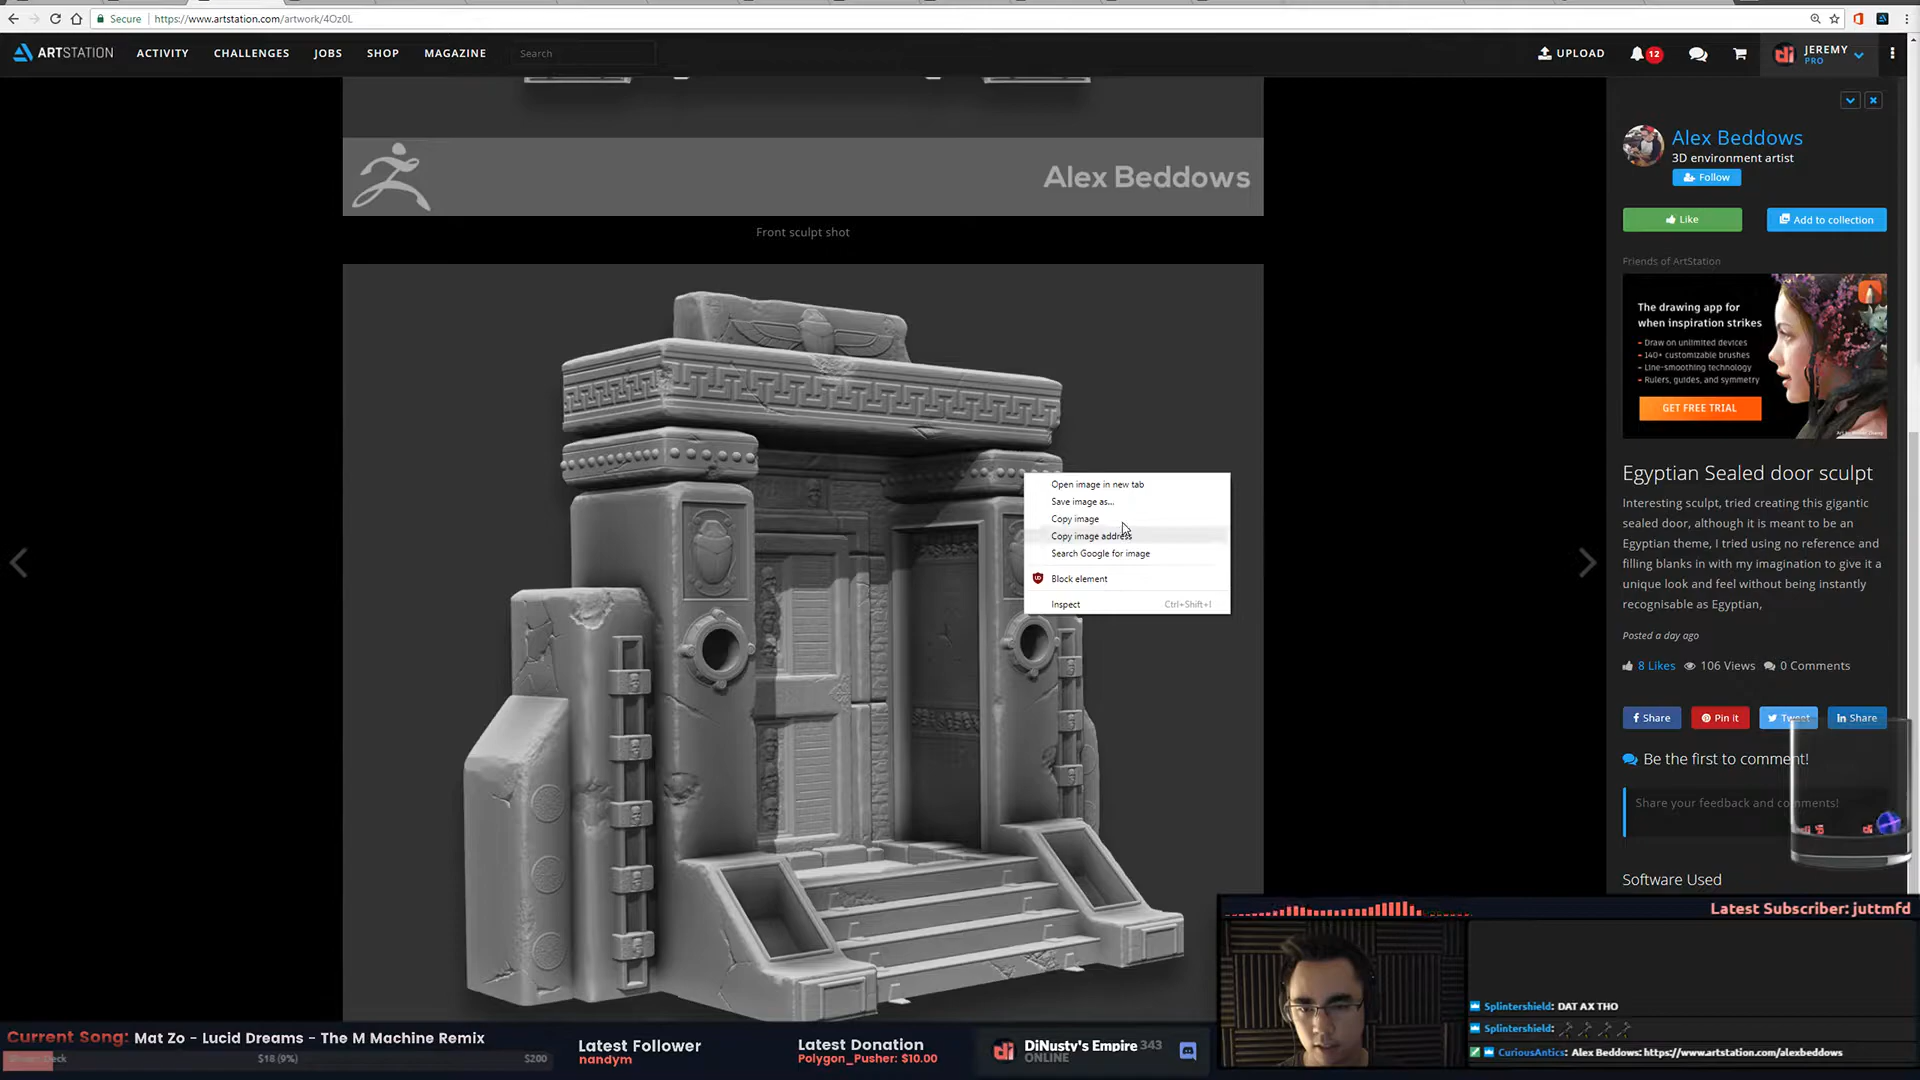 Secure
https://www.artstation.com/artwork/4Oz0L
ARTSTATION
ACTIVITY
CHALLENGES
JOBS
SHOP
MAGAZINE
Search
UPLOAD
12
JEREMY
PRO
Alex Beddows
Front sculpt shot
Open image in new tab
Save image as...
Copy image
Copy image address
Search Google for image
Block element
Inspect
Ctrl+Shift+I
Alex Beddows
3D environment artist
Follow
Like
Add to collection
Friends of ArtStation
The drawing app for
when inspiration strikes
- Draw on unlimited devices
- 140+ customizable brushes
- Line-smoothing technology
- Rulers, guides, and symmetry
GET FREE TRIAL
Egyptian Sealed door sculpt
Interesting sculpt, tried creating this gigantic
sealed door, although it is meant to be an
Egyptian theme, I tried using no reference and
filling blanks in with my imagination to give it a
unique look and feel without being instantly
recognisable as Egyptian,
Posted a day ago
8 Likes
106 Views
0 Comments
Share
Pin It
Tweet
Share
Be the first to comment!
Share your feedback and comments!
Software Used
Latest Subscriber: juttmfd
Splintershield: DAT AX THO
Splintershield:
CuriousAntics: Alex Beddows: https://www.artstation.com/alexbeddows
Current Song: Mat Zo - Lucid Dreams - The M Machine Remix
Deck
$18 (9%)
$200
Latest Follower
nandym
Latest Donation
Polygon_Pusher: $10.00
DiNusty's Empire 343
ONLINE